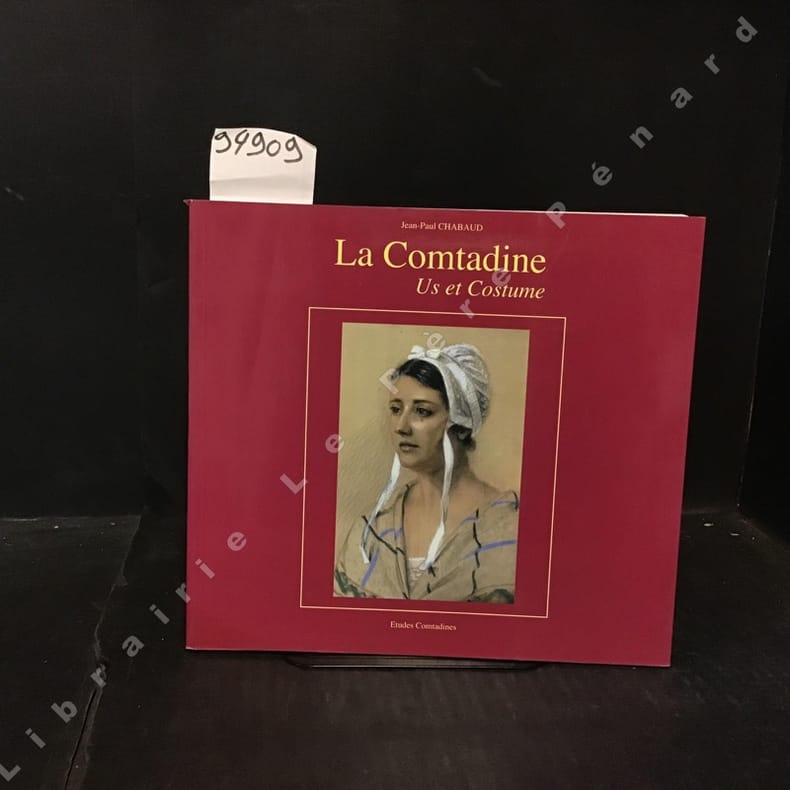 94909
Jean-Paul CHABAUD
La Comtadine
Us et Costume
Etudes Comtadines
Librairie Le Père Pénard